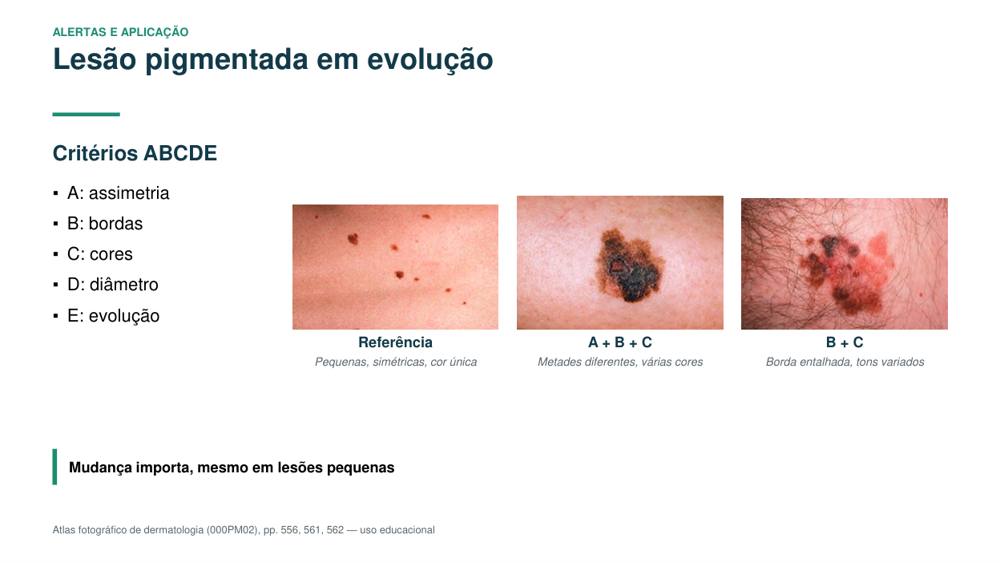 ALERTAS E APLICAÇÃO
Lesão pigmentada em evolução
Critérios ABCDE
▪ A: assimetria
▪ B: bordas
▪ C: cores
▪ D: diâmetro
▪ E: evolução
Referência
Pequenas, simétricas, cor única
A + B + C
Metades diferentes, várias cores
B + C
Borda entalhada, tons variados
Mudança importa, mesmo em lesões pequenas
Atlas fotográfico de dermatologia (000PM02), pp. 556, 561, 562 — uso educacional